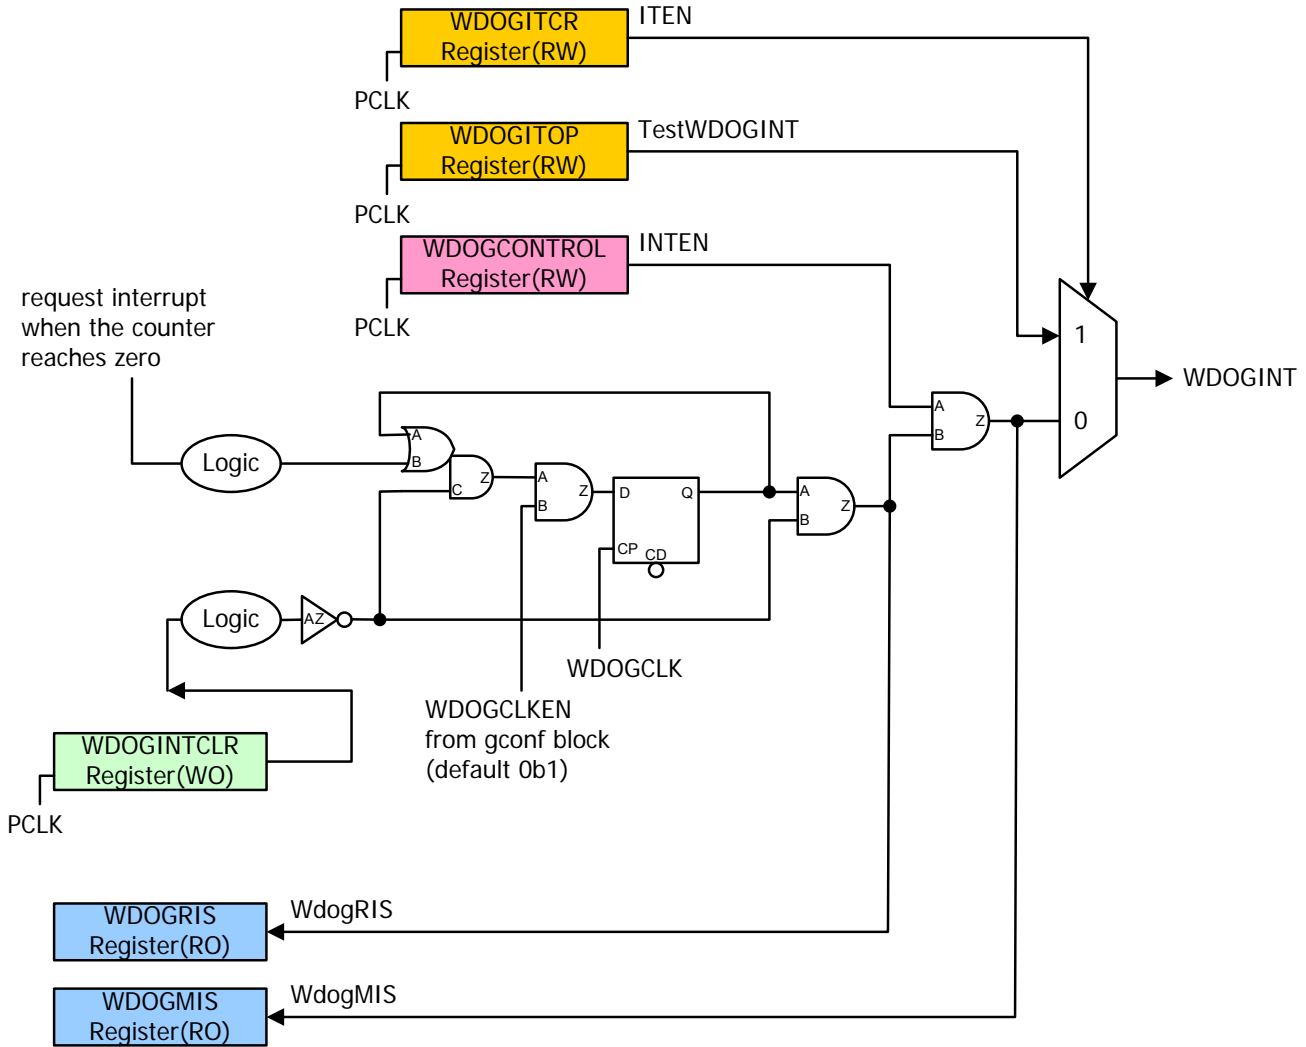 WDOGITCR
Register(RW)
ITEN
PCLK
WDOGITOP
Register(RW)
TestWDOGINT
PCLK
WDOGCONTROL
Register(RW)
INTEN
PCLK
request interrupt
when the counter
reaches zero
1
0
WDOGINT
A
B
Z
Logic
A
B
C
Z
A
B
Z
D
Q
CP
CD
A
B
Z
Logic
AZ
WDOGCLK
WDOGCLKEN
from gconf block
(default 0b1)
WDOGINTCLR
Register(WO)
PCLK
WDOGRIS
Register(RO)
WdogRIS
WDOGMIS
Register(RO)
WdogMIS